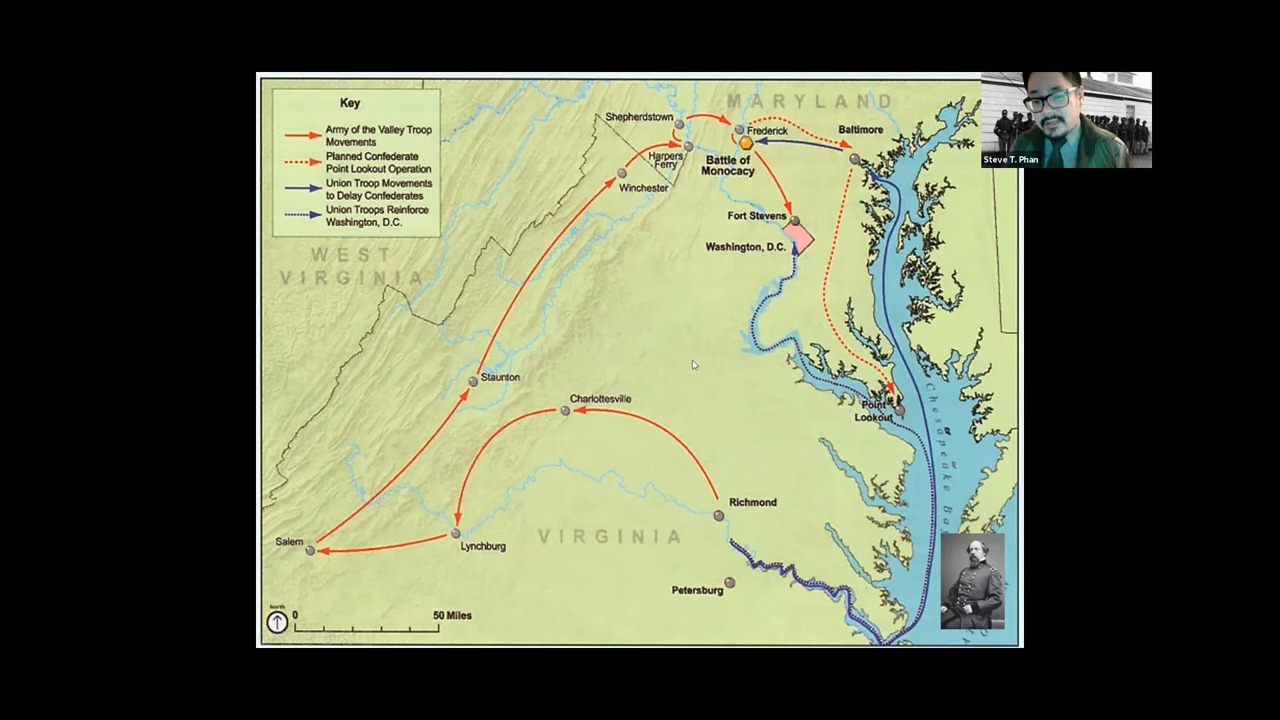 Key
Army of the Valley Troop
Movements
Planned Confederate
Point Lookout Operation
Union Troop Movements
to Delay Confederates
Union Troops Reinforce
Washington, D.C.
MARYLAND
Shepherdstown
Frederick
Baltimore
Harpers
Ferry
Battle of
Monocacy
Winchester
Steve T. Phan
Fort Stevens
Washington, D.C.
WEST
VIRGINIA
Staunton
Charlottesville
Point
Lookout
Chesapeake Bay
Richmond
VIRGINIA
Salem
Lynchburg
Petersburg
North
0
50 Miles